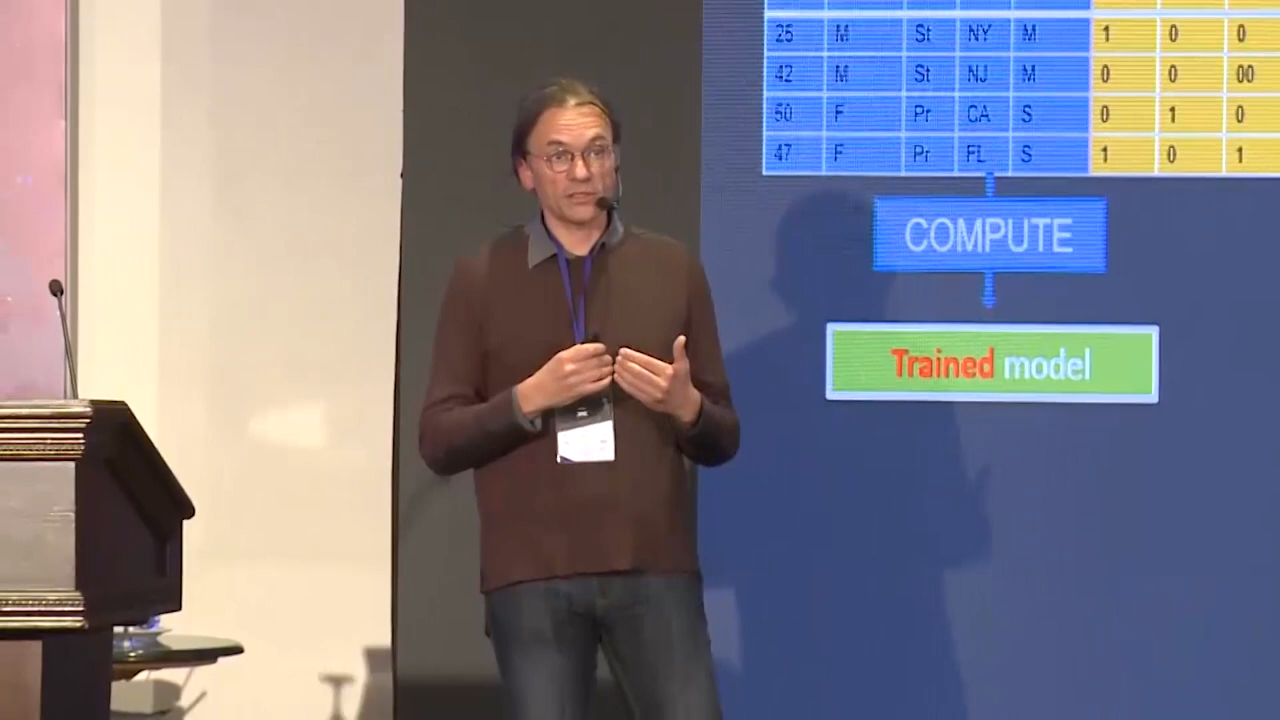 25 M St NY M 1 0 0
42 M St NJ M 0 0 00
50 F Pr CA S 0 1 0
47 F Pr FL S 1 0 1
COMPUTE
Trained model